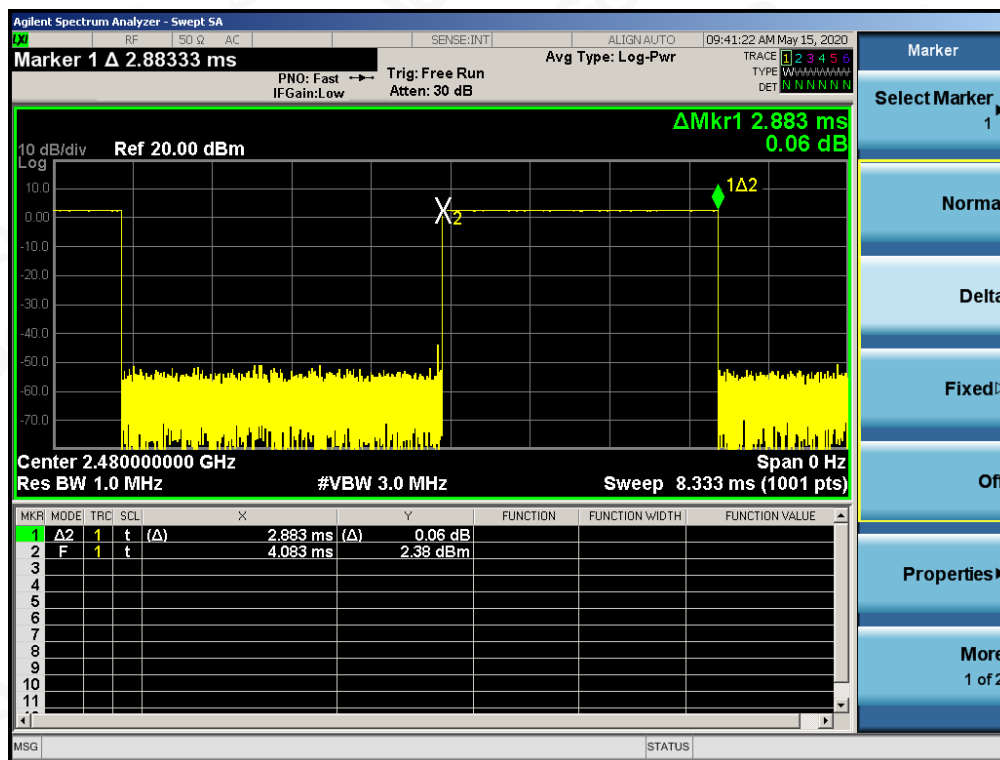 Agilent Spectrum Analyzer - Swept SA
LXI RF 50 Ω AC SENSE:INT ALIGN AUTO 09:41:22 AM May 15, 2020
Marker 1 Δ 2.88333 ms
PNO: Fast
IFGain:Low
Trig: Free Run
Atten: 30 dB
Avg Type: Log-Pwr
TRACE 1 2 3 4 5 6
TYPE W
DET N N N N N N
ΔMkr1 2.883 ms
0.06 dB
10 dB/div Ref 20.00 dBm
Log
10.0
0.00
-10.0
-20.0
-30.0
-40.0
-50.0
-60.0
-70.0
2
1Δ2
Center 2.480000000 GHz Span 0 Hz
Res BW 1.0 MHz #VBW 3.0 MHz Sweep 8.333 ms (1001 pts)
MKR MODE TRC SCL X Y FUNCTION FUNCTION WIDTH FUNCTION VALUE
1 Δ2 1 t (Δ) 2.883 ms (Δ) 0.06 dB
2 F 1 t 4.083 ms 2.38 dBm
3
4
5
6
7
8
9
10
11
MSG STATUS
Marker
Select Marker
1
Norma
Delta
Fixed
Off
Properties
More
1 of 2